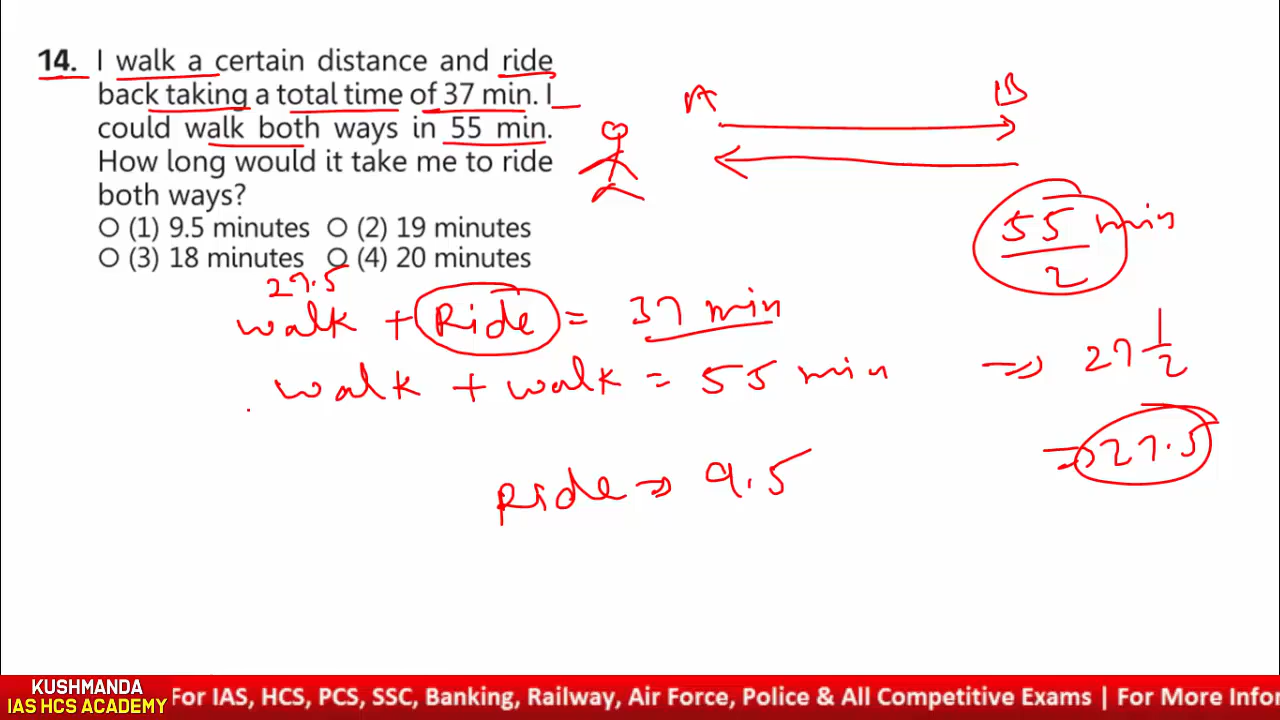 14. I walk a certain distance and ride
back taking a total time of 37 min. I
could walk both ways in 55 min.
How long would it take me to ride
both ways?
O (1) 9.5 minutes O (2) 19 minutes
O (3) 18 minutes O (4) 20 minutes
A B
55/2 min
27.5
walk + Ride = 37 min
walk + walk = 55 min ⇒ 27 1/2
⇒ 27.5
Ride ⇒ 9.5
KUSHMANDA
IAS HCS ACADEMY
For IAS, HCS, PCS, SSC, Banking, Railway, Air Force, Police & All Competitive Exams | For More Infor